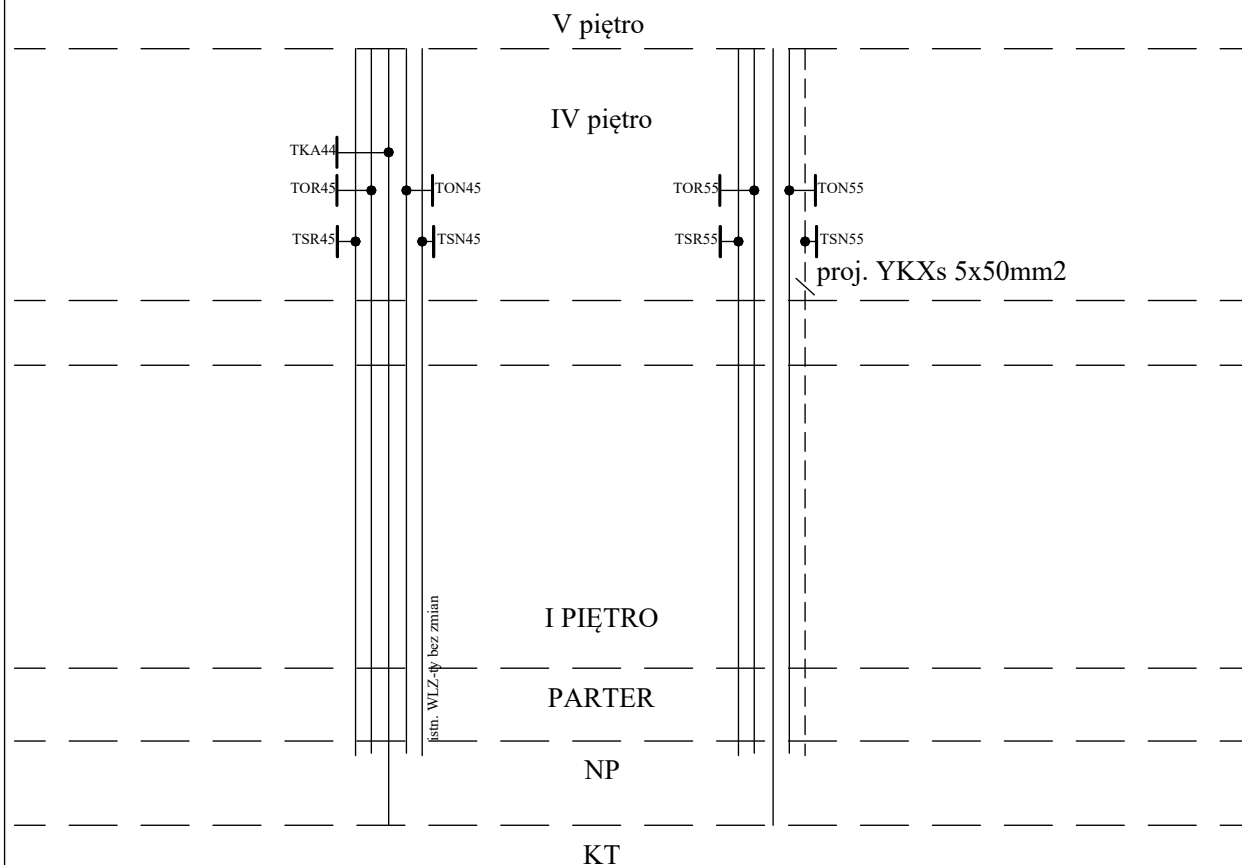 V piętro
IV piętro
TKA44
TOR45
TON45
TOR55
TON55
TSR45
TSN45
TSR55
TSN55
proj. YKXs 5x50mm2
istn. WLZ-ty bez zmian
I PIĘTRO
PARTER
NP
KT